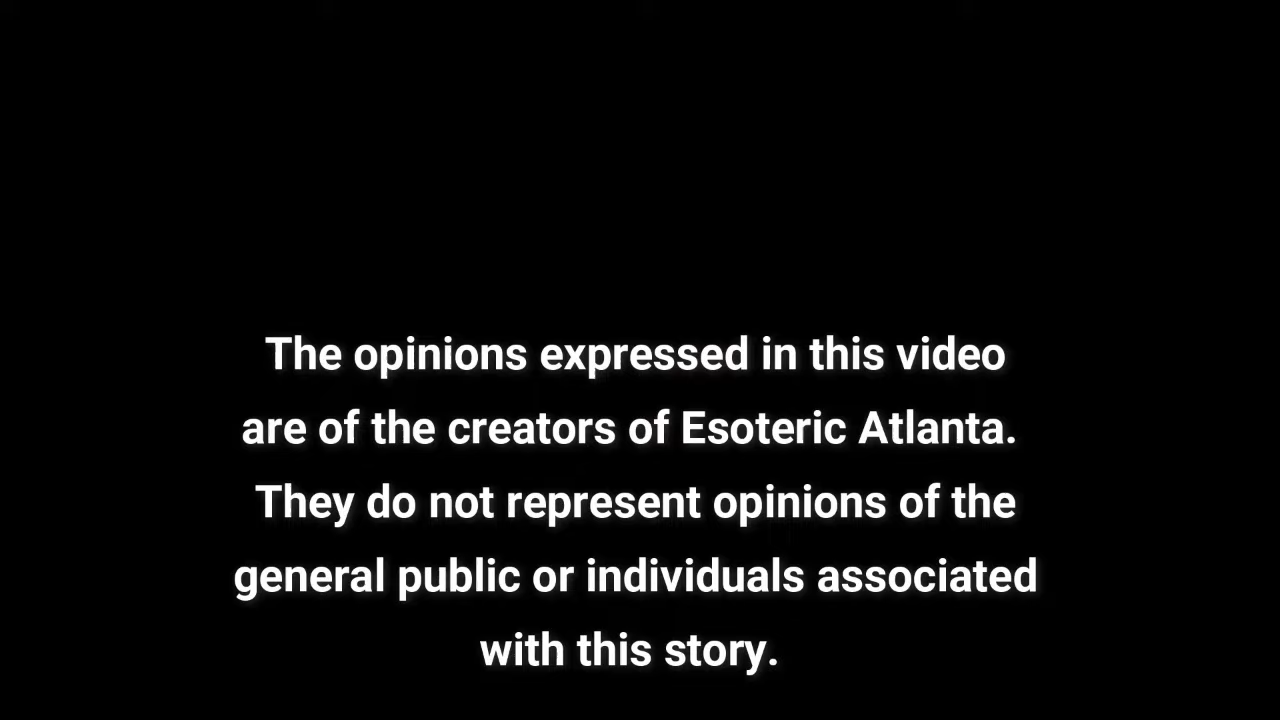 The opinions expressed in this video
are of the creators of Esoteric Atlanta.
They do not represent opinions of the
general public or individuals associated
with this story.